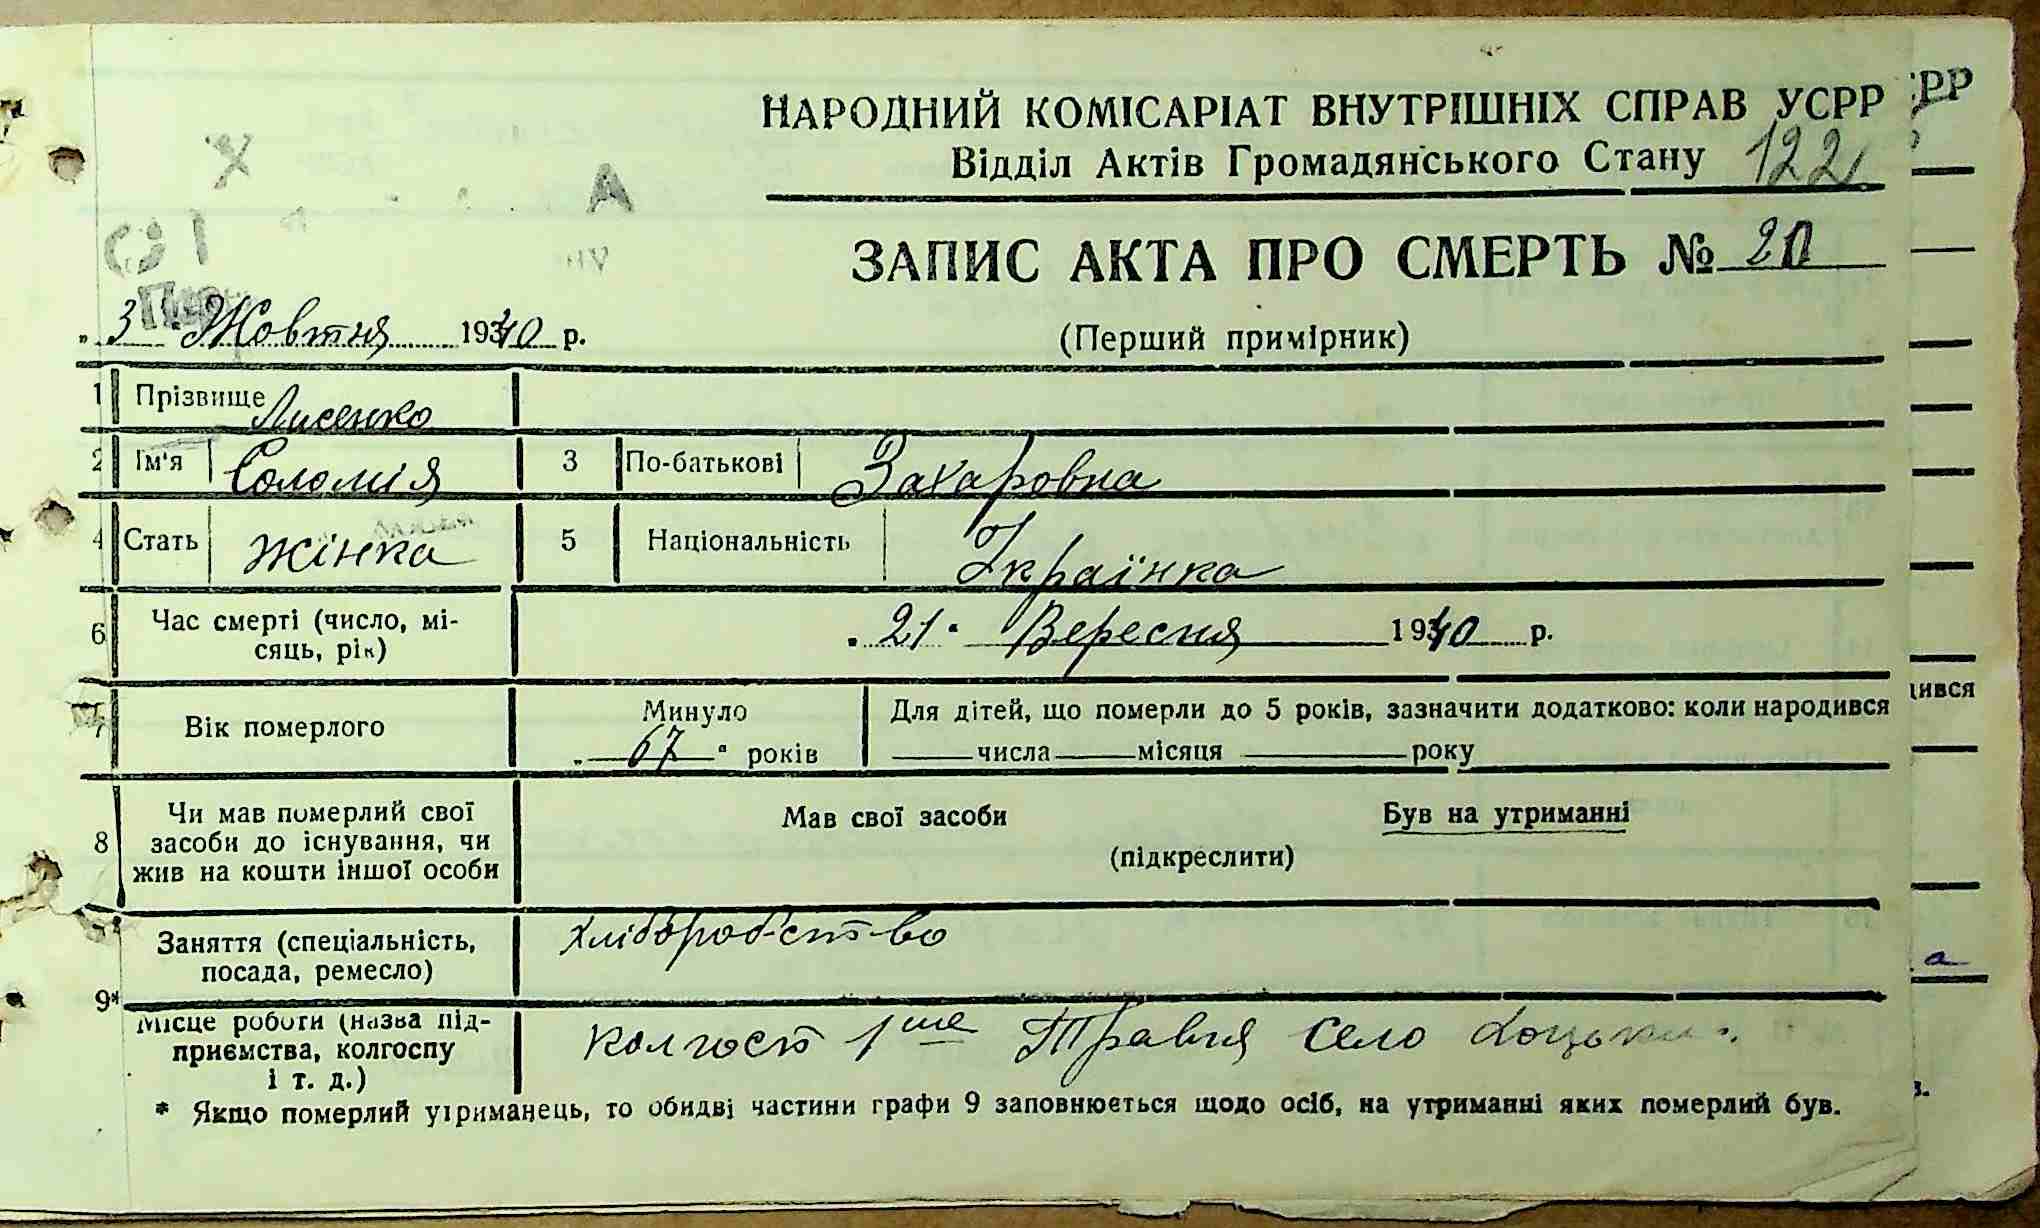 НАРОДНИЙ КОМІСАРІАТ ВНУТРІШНІХ СПРАВ УСРР
Відділ Актів Громадянського Стану 122
ЗАПИС АКТА ПРО СМЕРТЬ № 20
„3" Жовтня 1940 р.
(Перший примірник)
1 Прізвище Лисенко
2 Ім'я Соломія 3 По-батькові Захаровна
4 Стать жінка 5 Національність Українка
6 Час смерті (число, мі-
сяць, рік)
„21" Вересня 1940 р.
7 Вік померлого
Минуло
„67" років
Для дітей, що померли до 5 років, зазначити додатково: коли народився
числа місяця року
8 Чи мав померлий свої
засоби до існування, чи
жив на кошти іншої особи
Мав свої засоби Був на утриманні
(підкреслити)
9* Заняття (спеціальність,
посада, ремесло)
хлібороб'ство
Місце роботи (назва під-
приємства, колгоспу
і т. д.)
колгосп 1ше Травня село
* Якщо померлий утриманець, то обидві частини графи 9 заповнюється щодо осіб, на утриманні яких померлий був.